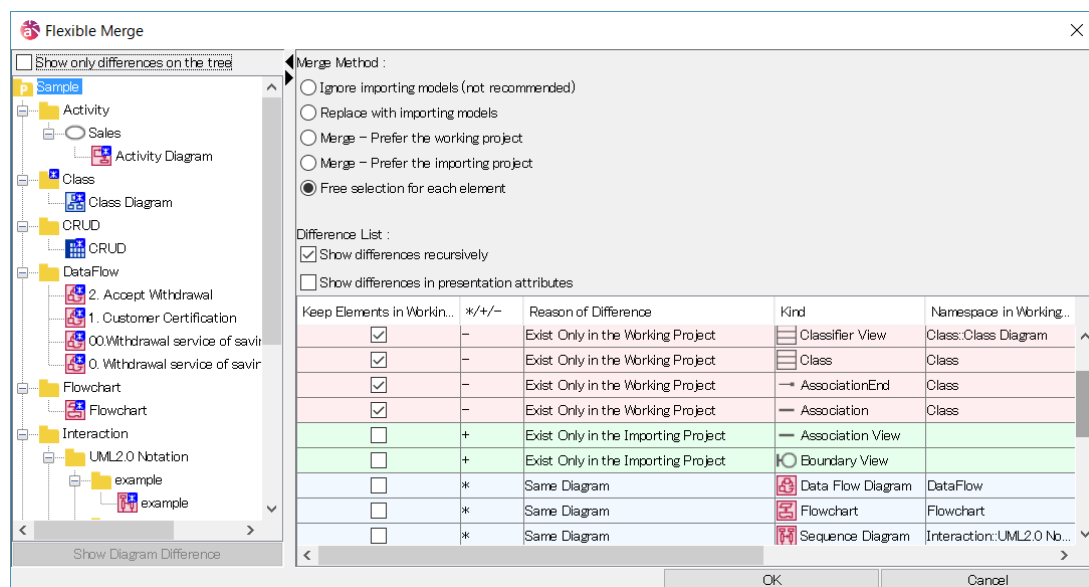 Flexible Merge
Show only differences on the tree
Sample
Activity
Sales
Activity Diagram
Class
Class Diagram
CRUD
CRUD
DataFlow
2. Accept Withdrawal
1. Customer Certification
00.Withdrawal service of savin
0. Withdrawal service of savin
Flowchart
Flowchart
Interaction
UML2.0 Notation
example
example
Show Diagram Difference
Merge Method :
Ignore importing models (not recommended)
Replace with importing models
Merge - Prefer the working project
Merge - Prefer the importing project
Free selection for each element
Difference List :
Show differences recursively
Show differences in presentation attributes
Keep Elements in Workin... */+/- Reason of Difference Kind Namespace in Working...
- Exist Only in the Working Project Classifier View Class::Class Diagram
- Exist Only in the Working Project Class Class
- Exist Only in the Working Project AssociationEnd Class
- Exist Only in the Working Project Association Class
+ Exist Only in the Importing Project Association View
+ Exist Only in the Importing Project Boundary View
* Same Diagram Data Flow Diagram DataFlow
* Same Diagram Flowchart Flowchart
* Same Diagram Sequence Diagram Interaction::UML2.0 No...
OK Cancel